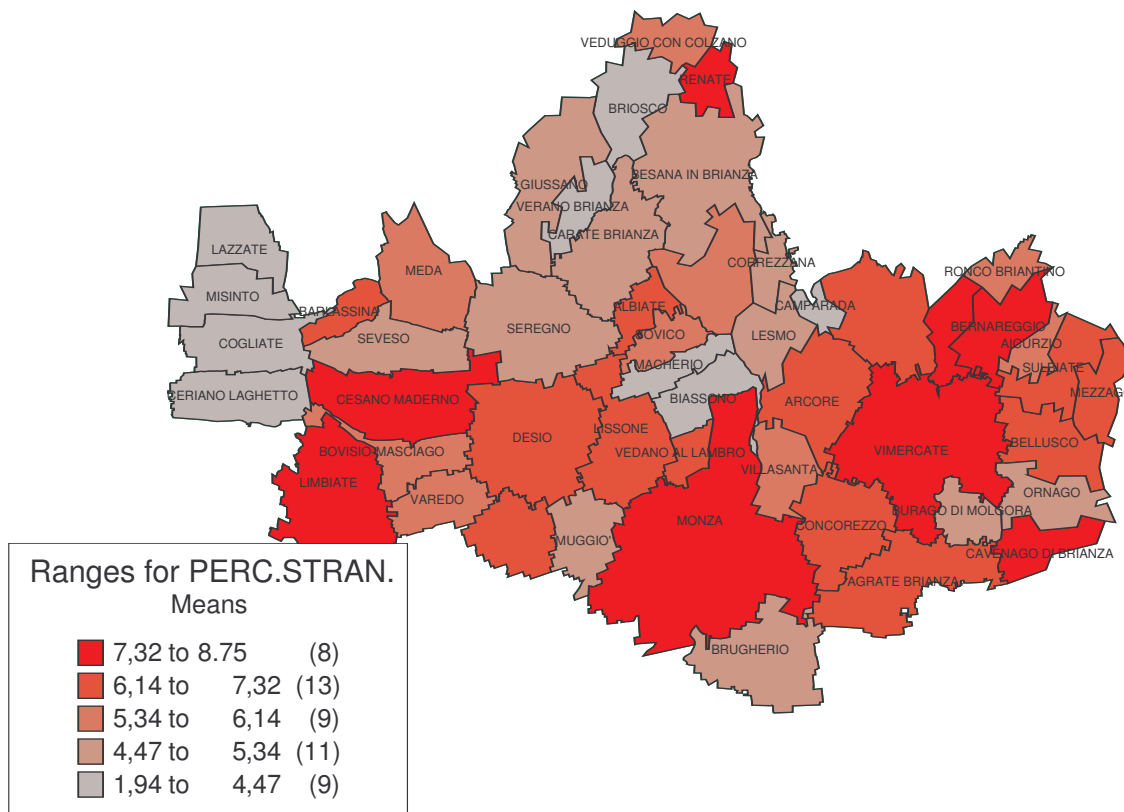 VEDUGGIO CON COLZANO
RENATE
BRIOSCO
BESANA IN BRIANZA
GIUSSANO
VERANO BRIANZA
CARATE BRIANZA
LAZZATE
MEDA
CORREZZANA
RONCO BRIANTINO
MISINTO
BARLASSINA
ALBIATE
CAMPARADA
BERNAREGGIO
COGLIATE
SEVESO
SEREGNO
SOVICO
LESMO
AICURZIO
MACHERIO
SULBIATE
CERIANO LAGHETTO
CESANO MADERNO
BIASSONO
ARCORE
MEZZAGO
DESIO
LISSONE
BELLUSCO
BOVISIO-MASCIAGO
VEDANO AL LAMBRO
VIMERCATE
LIMBIATE
VILLASANTA
VAREDO
ORNAGO
BURAGO DI MOLGORA
MONZA
CONCOREZZO
MUGGIO'
CAVENAGO DI BRIANZA
AGRATE BRIANZA
BRUGHERIO
Ranges for PERC.STRAN.
Means
7,32 to 8.75 (8)
6,14 to 7,32 (13)
5,34 to 6,14 (9)
4,47 to 5,34 (11)
1,94 to 4,47 (9)